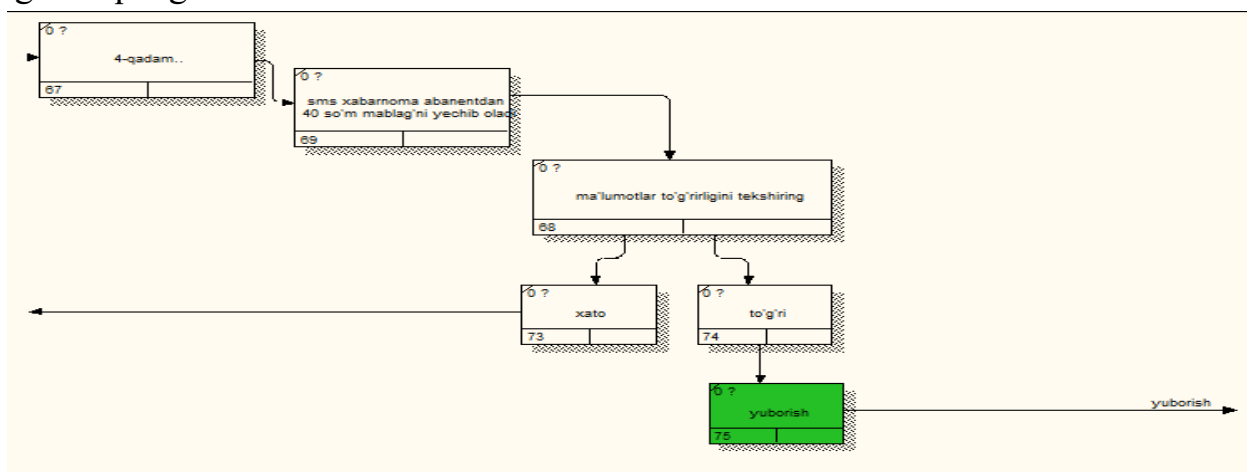 0 ?
4-qadam..
67
0 ?
sms xabarnoma abanentdan
40 so'm mablag'ni yechib olad
69
0 ?
ma'lumotlar to'g'rirligini tekshiring
68
0 ?
xato
73
0 ?
to'g'ri
74
0 ?
yuborish
75
yuborish